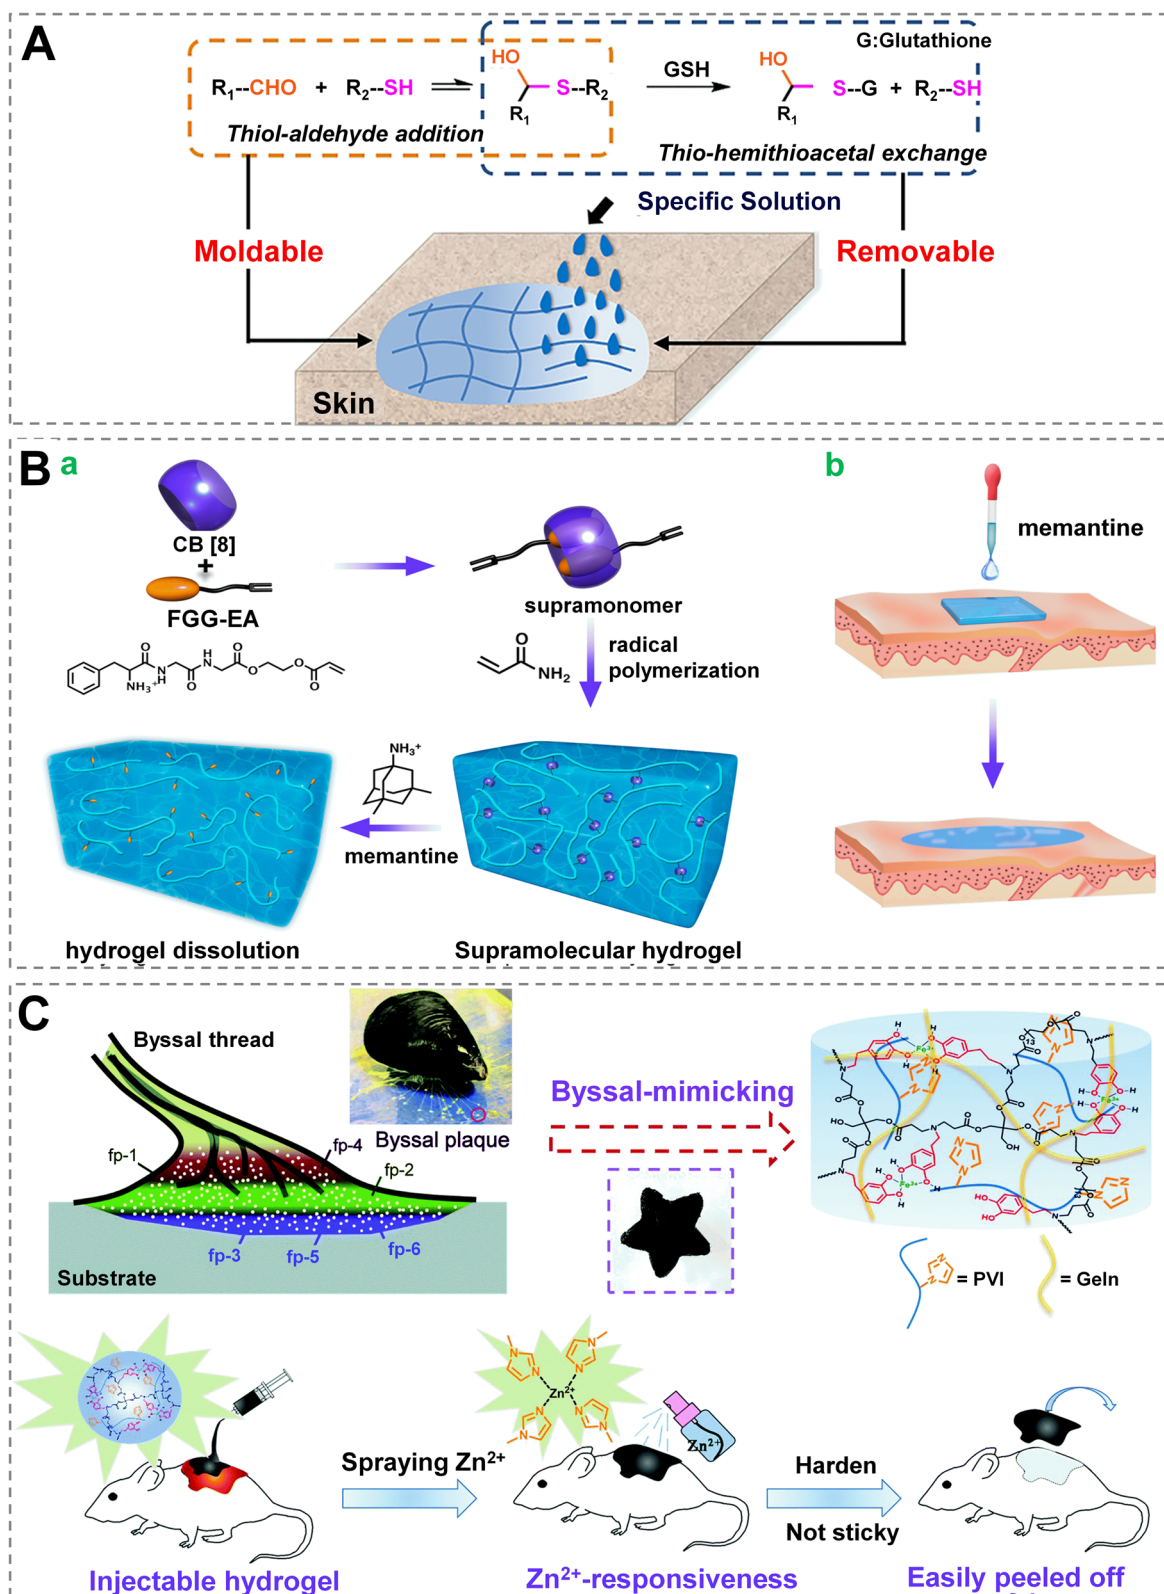 A
G:Glutathione
R1--CHO + R2--SH
HO
S--R2
R1
GSH
HO
S--G + R2--SH
R1
Thiol-aldehyde addition
Thio-hemithioacetal exchange
Specific Solution
Moldable
Removable
Skin
B
a
CB [8]
+
FGG-EA
supramonomer
radical
polymerization
O
NH2
O
H
N
O
O
O
NH3+
N
H
O
O
NH3+
memantine
hydrogel dissolution
Supramolecular hydrogel
b
memantine
C
Byssal thread
Byssal plaque
fp-1
fp-4
fp-2
fp-3
fp-5
fp-6
Substrate
Byssal-mimicking
= PVI
= Geln
Zn2+
Zn2+
Spraying Zn2+
Harden
Not sticky
Injectable hydrogel
Zn2+-responsiveness
Easily peeled off